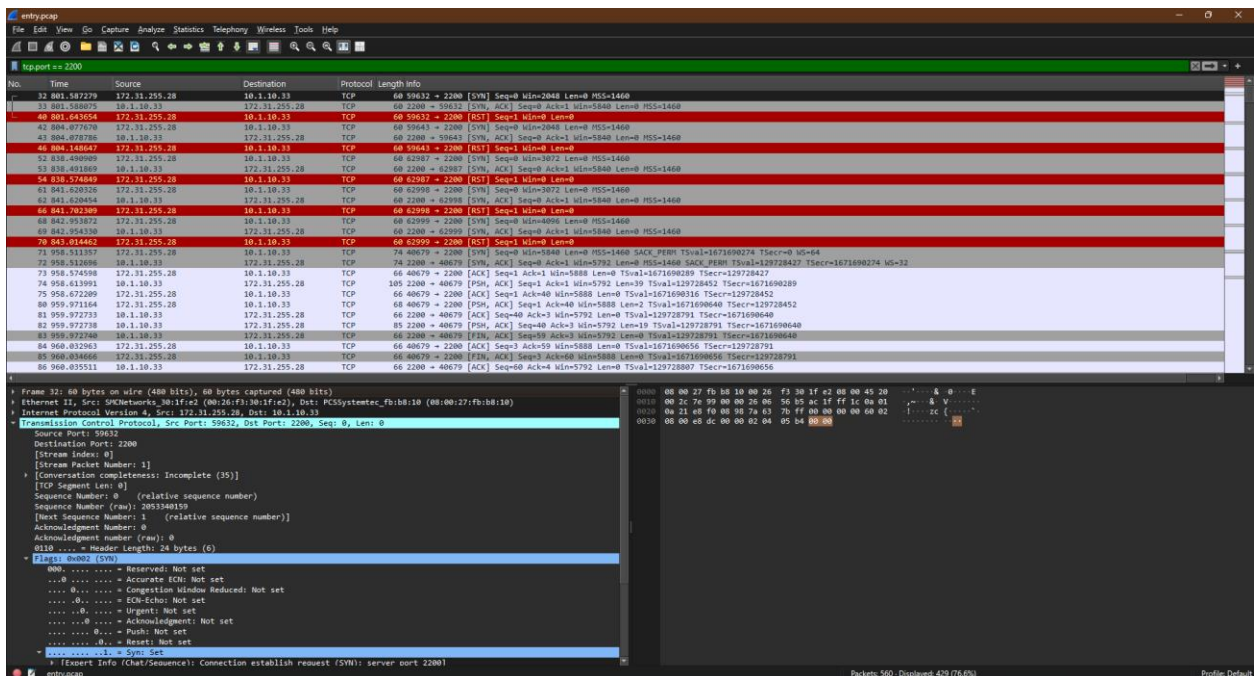 entry.pcap
File Edit View Go Capture Analyze Statistics Telephony Wireless Tools Help
tcp.port == 2200
No. Time Source Destination Protocol Length Info
32 801.587279 172.31.255.28 10.1.10.33 TCP 60 59632 → 2200 [SYN] Seq=0 Win=2048 Len=0 MSS=1460
33 801.588075 10.1.10.33 172.31.255.28 TCP 60 2200 → 59632 [SYN, ACK] Seq=0 Ack=1 Win=5840 Len=0 MSS=1460
40 801.643654 172.31.255.28 10.1.10.33 TCP 60 59632 → 2200 [RST] Seq=1 Win=0 Len=0
42 804.077670 172.31.255.28 10.1.10.33 TCP 60 59643 → 2200 [SYN] Seq=0 Win=2048 Len=0 MSS=1460
43 804.078786 10.1.10.33 172.31.255.28 TCP 60 2200 → 59643 [SYN, ACK] Seq=0 Ack=1 Win=5840 Len=0 MSS=1460
46 804.148647 172.31.255.28 10.1.10.33 TCP 60 59643 → 2200 [RST] Seq=1 Win=0 Len=0
52 838.490909 172.31.255.28 10.1.10.33 TCP 60 62987 → 2200 [SYN] Seq=0 Win=3072 Len=0 MSS=1460
53 838.491869 10.1.10.33 172.31.255.28 TCP 60 2200 → 62987 [SYN, ACK] Seq=0 Ack=1 Win=5840 Len=0 MSS=1460
54 838.574849 172.31.255.28 10.1.10.33 TCP 60 62987 → 2200 [RST] Seq=1 Win=0 Len=0
61 841.620326 172.31.255.28 10.1.10.33 TCP 60 62998 → 2200 [SYN] Seq=0 Win=3072 Len=0 MSS=1460
62 841.620454 10.1.10.33 172.31.255.28 TCP 60 2200 → 62998 [SYN, ACK] Seq=0 Ack=1 Win=5840 Len=0 MSS=1460
66 841.702309 172.31.255.28 10.1.10.33 TCP 60 62998 → 2200 [RST] Seq=1 Win=0 Len=0
68 842.953872 172.31.255.28 10.1.10.33 TCP 60 62999 → 2200 [SYN] Seq=0 Win=4096 Len=0 MSS=1460
69 842.954330 10.1.10.33 172.31.255.28 TCP 60 2200 → 62999 [SYN, ACK] Seq=0 Ack=1 Win=5840 Len=0 MSS=1460
70 843.014462 172.31.255.28 10.1.10.33 TCP 60 62999 → 2200 [RST] Seq=1 Win=0 Len=0
71 958.511357 172.31.255.28 10.1.10.33 TCP 74 40679 → 2200 [SYN] Seq=0 Win=5840 Len=0 MSS=1460 SACK_PERM TSval=1671690274 TSecr=0 WS=64
72 958.512696 10.1.10.33 172.31.255.28 TCP 74 2200 → 40679 [SYN, ACK] Seq=0 Ack=1 Win=5792 Len=0 MSS=1460 SACK_PERM TSval=129728427 TSecr=1671690274 WS=32
73 958.574598 172.31.255.28 10.1.10.33 TCP 66 40679 → 2200 [ACK] Seq=1 Ack=1 Win=5888 Len=0 TSval=1671690289 TSecr=129728427
74 958.613991 10.1.10.33 172.31.255.28 TCP 105 2200 → 40679 [PSH, ACK] Seq=1 Ack=1 Win=5792 Len=39 TSval=129728452 TSecr=1671690289
75 958.672209 172.31.255.28 10.1.10.33 TCP 66 40679 → 2200 [ACK] Seq=1 Ack=40 Win=5888 Len=0 TSval=1671690316 TSecr=129728452
80 959.971164 172.31.255.28 10.1.10.33 TCP 68 40679 → 2200 [PSH, ACK] Seq=1 Ack=40 Win=5888 Len=2 TSval=1671690640 TSecr=129728452
81 959.972733 10.1.10.33 172.31.255.28 TCP 66 2200 → 40679 [ACK] Seq=40 Ack=3 Win=5792 Len=0 TSval=129728791 TSecr=1671690640
82 959.972738 10.1.10.33 172.31.255.28 TCP 85 2200 → 40679 [PSH, ACK] Seq=40 Ack=3 Win=5792 Len=19 TSval=129728791 TSecr=1671690640
83 959.972740 10.1.10.33 172.31.255.28 TCP 66 2200 → 40679 [FIN, ACK] Seq=59 Ack=3 Win=5792 Len=0 TSval=129728791 TSecr=1671690640
84 960.032963 172.31.255.28 10.1.10.33 TCP 66 40679 → 2200 [ACK] Seq=3 Ack=59 Win=5888 Len=0 TSval=1671690656 TSecr=129728791
85 960.034666 172.31.255.28 10.1.10.33 TCP 66 40679 → 2200 [FIN, ACK] Seq=3 Ack=60 Win=5888 Len=0 TSval=1671690656 TSecr=129728791
86 960.035511 10.1.10.33 172.31.255.28 TCP 66 2200 → 40679 [ACK] Seq=60 Ack=4 Win=5792 Len=0 TSval=129728807 TSecr=1671690656
Frame 32: 60 bytes on wire (480 bits), 60 bytes captured (480 bits)
Ethernet II, Src: SMCNetworks_30:1f:e2 (00:26:f3:30:1f:e2), Dst: PCSSystemtec_fb:b8:10 (08:00:27:fb:b8:10)
Internet Protocol Version 4, Src: 172.31.255.28, Dst: 10.1.10.33
Transmission Control Protocol, Src Port: 59632, Dst Port: 2200, Seq: 0, Len: 0
Source Port: 59632
Destination Port: 2200
[Stream index: 0]
[Stream Packet Number: 1]
[Conversation completeness: Incomplete (35)]
[TCP Segment Len: 0]
Sequence Number: 0 (relative sequence number)
Sequence Number (raw): 2053340159
[Next Sequence Number: 1 (relative sequence number)]
Acknowledgment Number: 0
Acknowledgment number (raw): 0
0110 .... = Header Length: 24 bytes (6)
Flags: 0x002 (SYN)
000. .... .... = Reserved: Not set
...0 .... .... = Accurate ECN: Not set
.... 0... .... = Congestion Window Reduced: Not set
.... .0.. .... = ECN-Echo: Not set
.... ..0. .... = Urgent: Not set
.... ...0 .... = Acknowledgment: Not set
.... .... 0... = Push: Not set
.... .... .0.. = Reset: Not set
.... .... ..1. = Syn: Set
[Expert Info (Chat/Sequence): Connection establish request (SYN): server port 2200]
0000 08 00 27 fb b8 10 00 26 f3 30 1f e2 08 00 45 20 ··'····& ·0····E
0010 00 2c 7e 99 00 00 26 06 56 b5 ac 1f ff 1c 0a 01 ·,~···&· V·······
0020 0a 21 e8 f0 08 98 7a 63 7b ff 00 00 00 00 60 02 ·!····zc {·····`·
0030 08 00 e8 dc 00 00 02 04 05 b4 00 00 ········ ····
entry.pcap Packets: 560 · Displayed: 429 (76.6%) Profile: Default